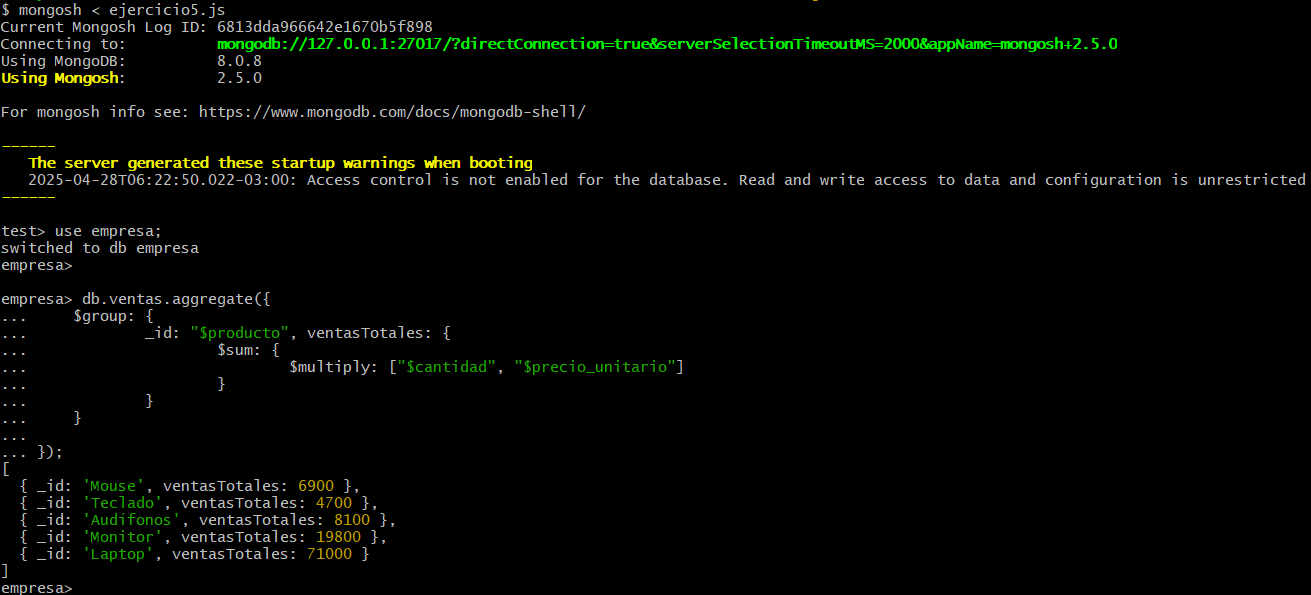 $ mongosh < ejercicio5.js
Current Mongosh Log ID: 6813dda966642e1670b5f898
Connecting to:          mongodb://127.0.0.1:27017/?directConnection=true&serverSelectionTimeoutMS=2000&appName=mongosh+2.5.0
Using MongoDB:          8.0.8
Using Mongosh:          2.5.0

For mongosh info see: https://www.mongodb.com/docs/mongodb-shell/

------
   The server generated these startup warnings when booting
   2025-04-28T06:22:50.022-03:00: Access control is not enabled for the database. Read and write access to data and configuration is unrestricted
------

test> use empresa;
switched to db empresa
empresa>

empresa> db.ventas.aggregate({
...     $group: {
...             _id: "$producto", ventasTotales: {
...                     $sum: {
...                             $multiply: ["$cantidad", "$precio_unitario"]
...                     }
...             }
...     }
...
... });
[
  { _id: 'Mouse', ventasTotales: 6900 },
  { _id: 'Teclado', ventasTotales: 4700 },
  { _id: 'Audífonos', ventasTotales: 8100 },
  { _id: 'Monitor', ventasTotales: 19800 },
  { _id: 'Laptop', ventasTotales: 71000 }
]
empresa>